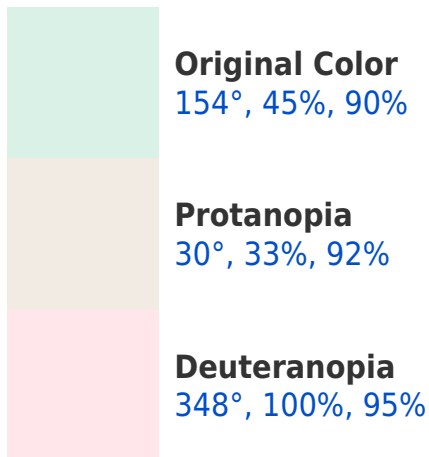 Original Color
154°, 45%, 90%
Protanopia
30°, 33%, 92%
Deuteranopia
348°, 100%, 95%